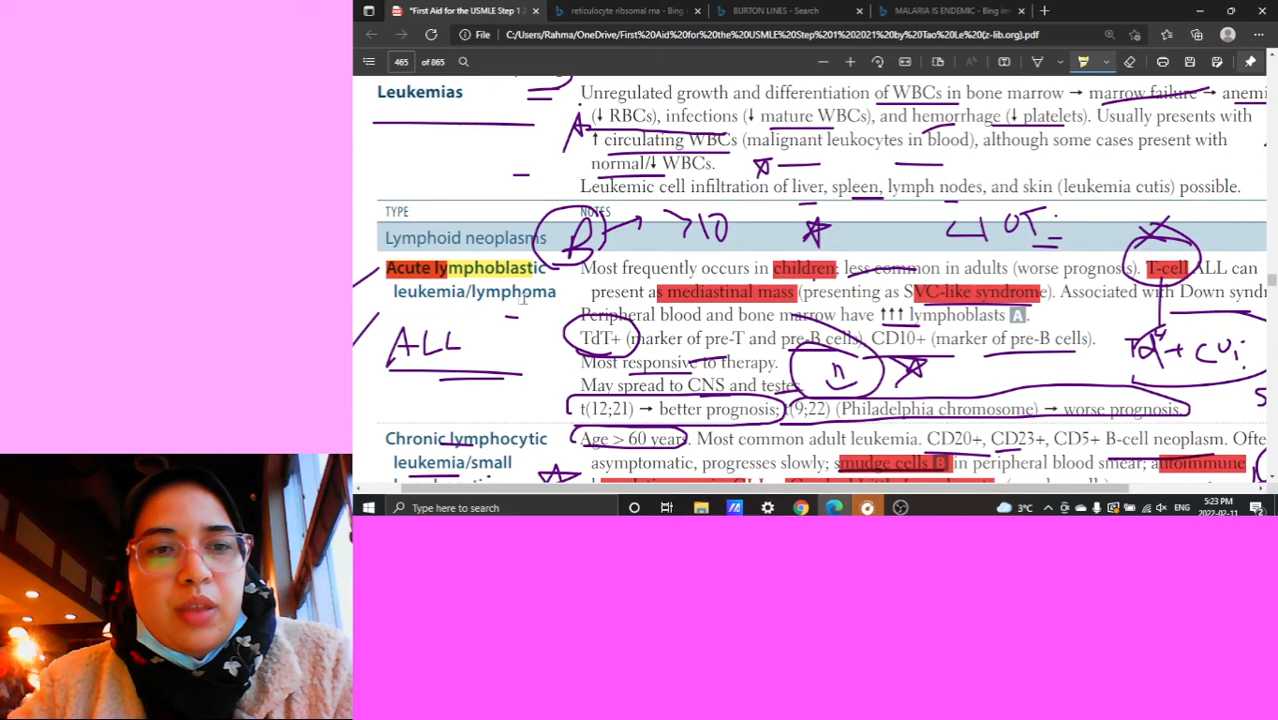 "First Aid for the USMLE Step 1 2
reticulocyte ribsomal rna - Bing i
BURTON LINES - Search
MALARIA IS ENDEMIC - Bing im
File
C:/Users/Rahma/OneDrive/First%20Aid%20for%20the%20USMLE%20Step%201%202021%20by%20Tao%20Le%20(z-lib.org).pdf
465 of 865
Leukemias
Unregulated growth and differentiation of WBCs in bone marrow → marrow failure → anemi
(↓ RBCs), infections (↓ mature WBCs), and hemorrhage (↓ platelets). Usually presents with
↑ circulating WBCs (malignant leukocytes in blood), although some cases present with
normal/↓ WBCs.
Leukemic cell infiltration of liver, spleen, lymph nodes, and skin (leukemia cutis) possible.
TYPE
NOTES
Lymphoid neoplasms
B
>10
Acute lymphoblastic
leukemia/lymphoma
Most frequently occurs in children; less common in adults (worse prognosis). T-cell ALL can
present as mediastinal mass (presenting as SVC-like syndrome). Associated with Down syndr
Peripheral blood and bone marrow have ↑↑↑ lymphoblasts A.
TdT+ (marker of pre-T and pre-B cells), CD10+ (marker of pre-B cells).
Most responsive to therapy.
May spread to CNS and testes.
t(12;21) → better prognosis; t(9;22) (Philadelphia chromosome) → worse prognosis.
ALL
Chronic lymphocytic
leukemia/small
Age > 60 years. Most common adult leukemia. CD20+, CD23+, CD5+ B-cell neoplasm. Ofte
asymptomatic, progresses slowly; smudge cells B in peripheral blood smear; autoimmune
Type here to search
3°C
ENG
5:23 PM
2022-02-11